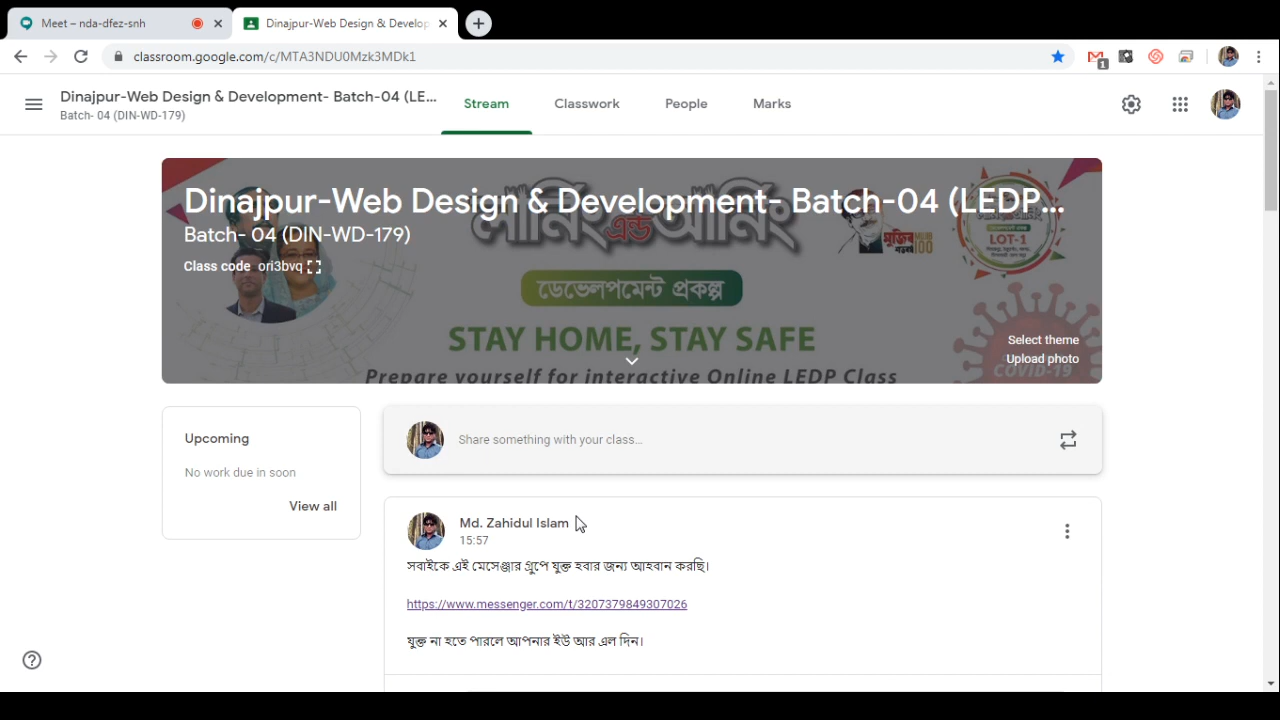 Meet – nda-dfez-snh
Dinajpur-Web Design & Develop
classroom.google.com/c/MTA3NDU0Mzk3MDk1
1
Dinajpur-Web Design & Development- Batch-04 (LE...
Batch- 04 (DIN-WD-179)
Stream
Classwork
People
Marks
Dinajpur-Web Design & Development- Batch-04 (LEDP...
Batch- 04 (DIN-WD-179)
Class code ori3bvq
লার্নিং এন্ড আর্নিং
ডেভেলপমেন্ট প্রকল্প
মুজিব
100
LOT-1
STAY HOME, STAY SAFE
Prepare yourself for interactive Online LEDP Class
COVID-19
Select theme
Upload photo
Upcoming
No work due in soon
View all
Share something with your class...
Md. Zahidul Islam
15:57
সবাইকে এই মেসেঞ্জার গ্রুপে যুক্ত হবার জন্য আহবান করছি।
https://www.messenger.com/t/3207379849307026
যুক্ত না হতে পারলে আপনার ইউ আর এল দিন।